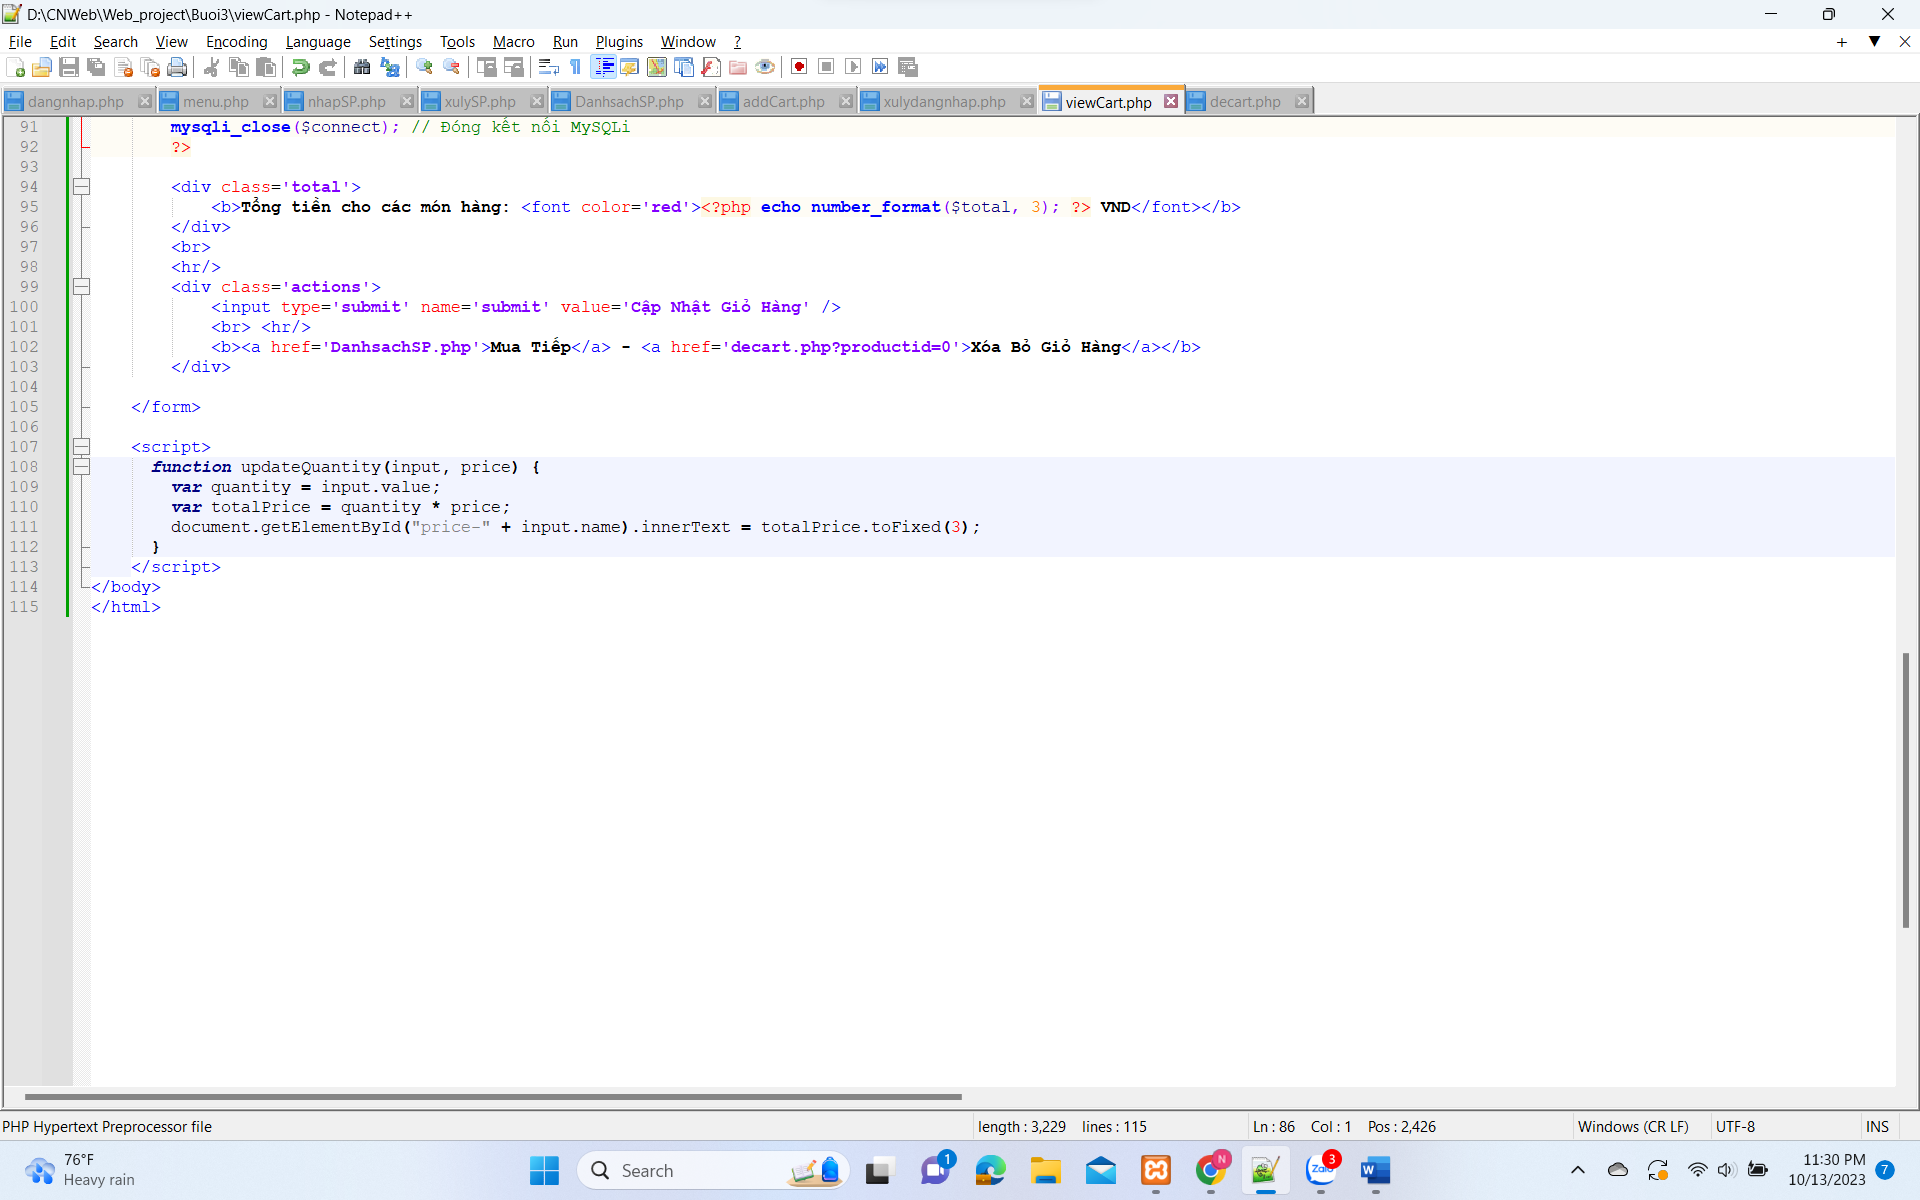 D:\CNWeb\Web_project\Buoi3\viewCart.php - Notepad++
File Edit Search View Encoding Language Settings Tools Macro Run Plugins Window ?
dangnhap.php menu.php nhapSP.php xulySP.php DanhsachSP.php addCart.php xulydangnhap.php viewCart.php decart.php
91 mysqli_close($connect); // Đóng kết nối MySQLi
92 ?>
93
94 <div class='total'>
95 <b>Tổng tiền cho các món hàng: <font color='red'><?php echo number_format($total, 3); ?> VND</font></b>
96 </div>
97 <br>
98 <hr/>
99 <div class='actions'>
100 <input type='submit' name='submit' value='Cập Nhật Giỏ Hàng' />
101 <br> <hr/>
102 <b><a href='DanhsachSP.php'>Mua Tiếp</a> - <a href='decart.php?productid=0'>Xóa Bỏ Giỏ Hàng</a></b>
103 </div>
104
105 </form>
106
107 <script>
108 function updateQuantity(input, price) {
109 var quantity = input.value;
110 var totalPrice = quantity * price;
111 document.getElementById("price-" + input.name).innerText = totalPrice.toFixed(3);
112 }
113 </script>
114 </body>
115 </html>
PHP Hypertext Preprocessor file length : 3,229 lines : 115 Ln : 86 Col : 1 Pos : 2,426 Windows (CR LF) UTF-8 INS
76°F
Heavy rain
Search
1
N
Zalo
3
W
11:30 PM
10/13/2023
7